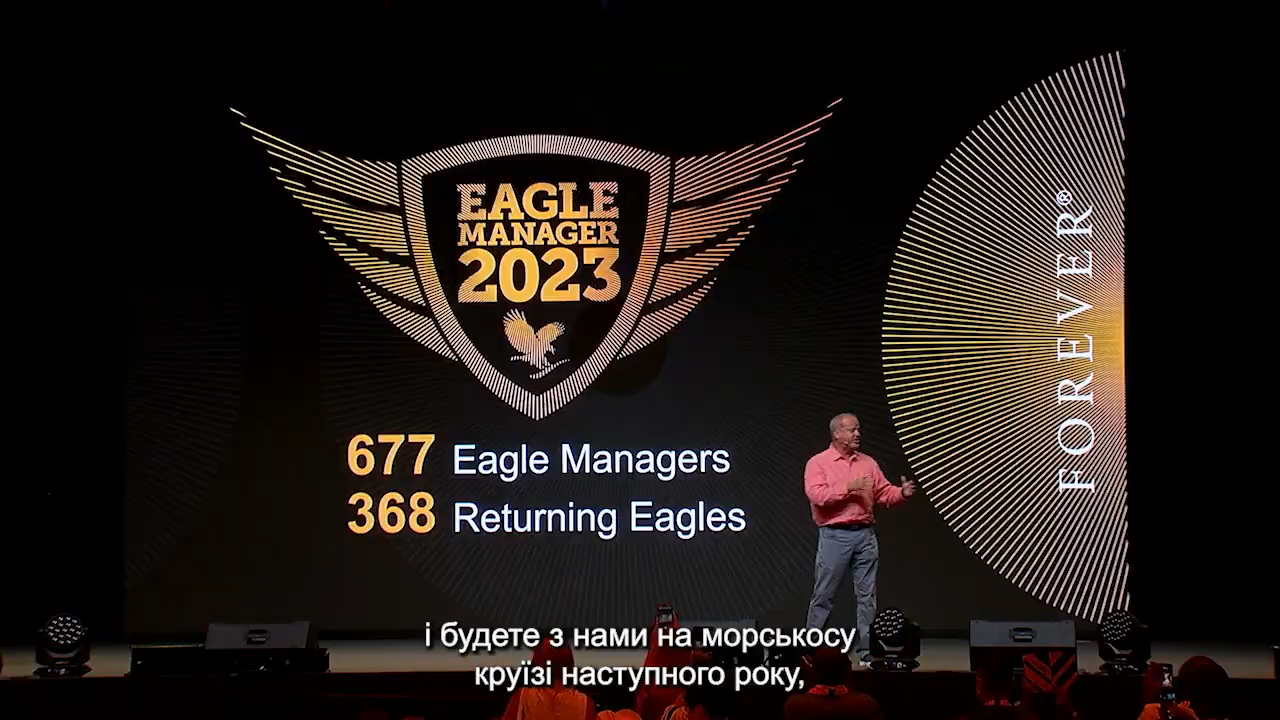 EAGLE
MANAGER
2023
677 Eagle Managers
368 Returning Eagles
FOREVER®
і будете з нами на морськосу
круїзі наступного року,